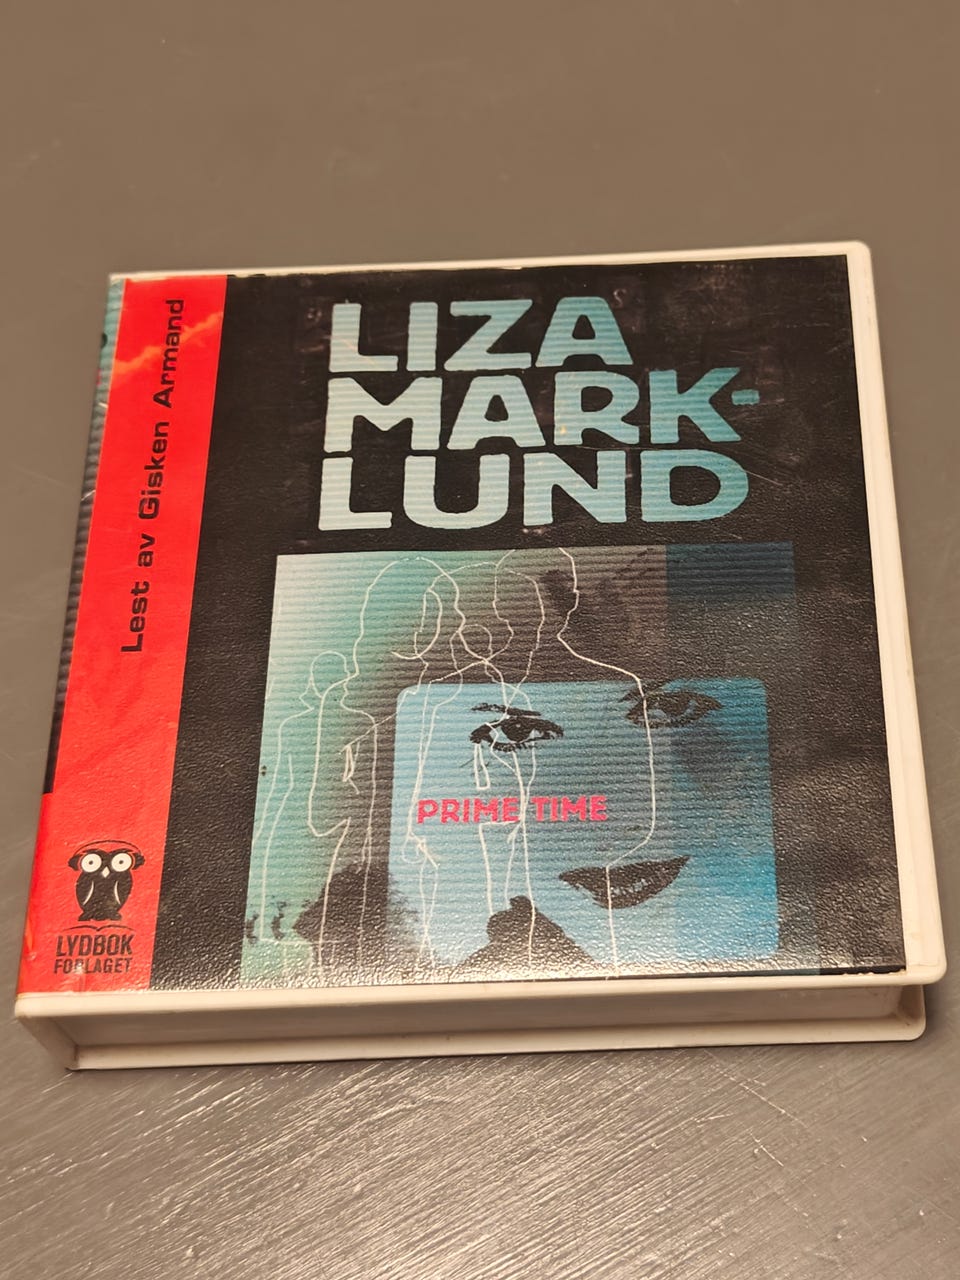 LIZA
MARK-
LUND
PRIME TIME
Lest av Gisken Armand
LYDBOK
FORLAGET